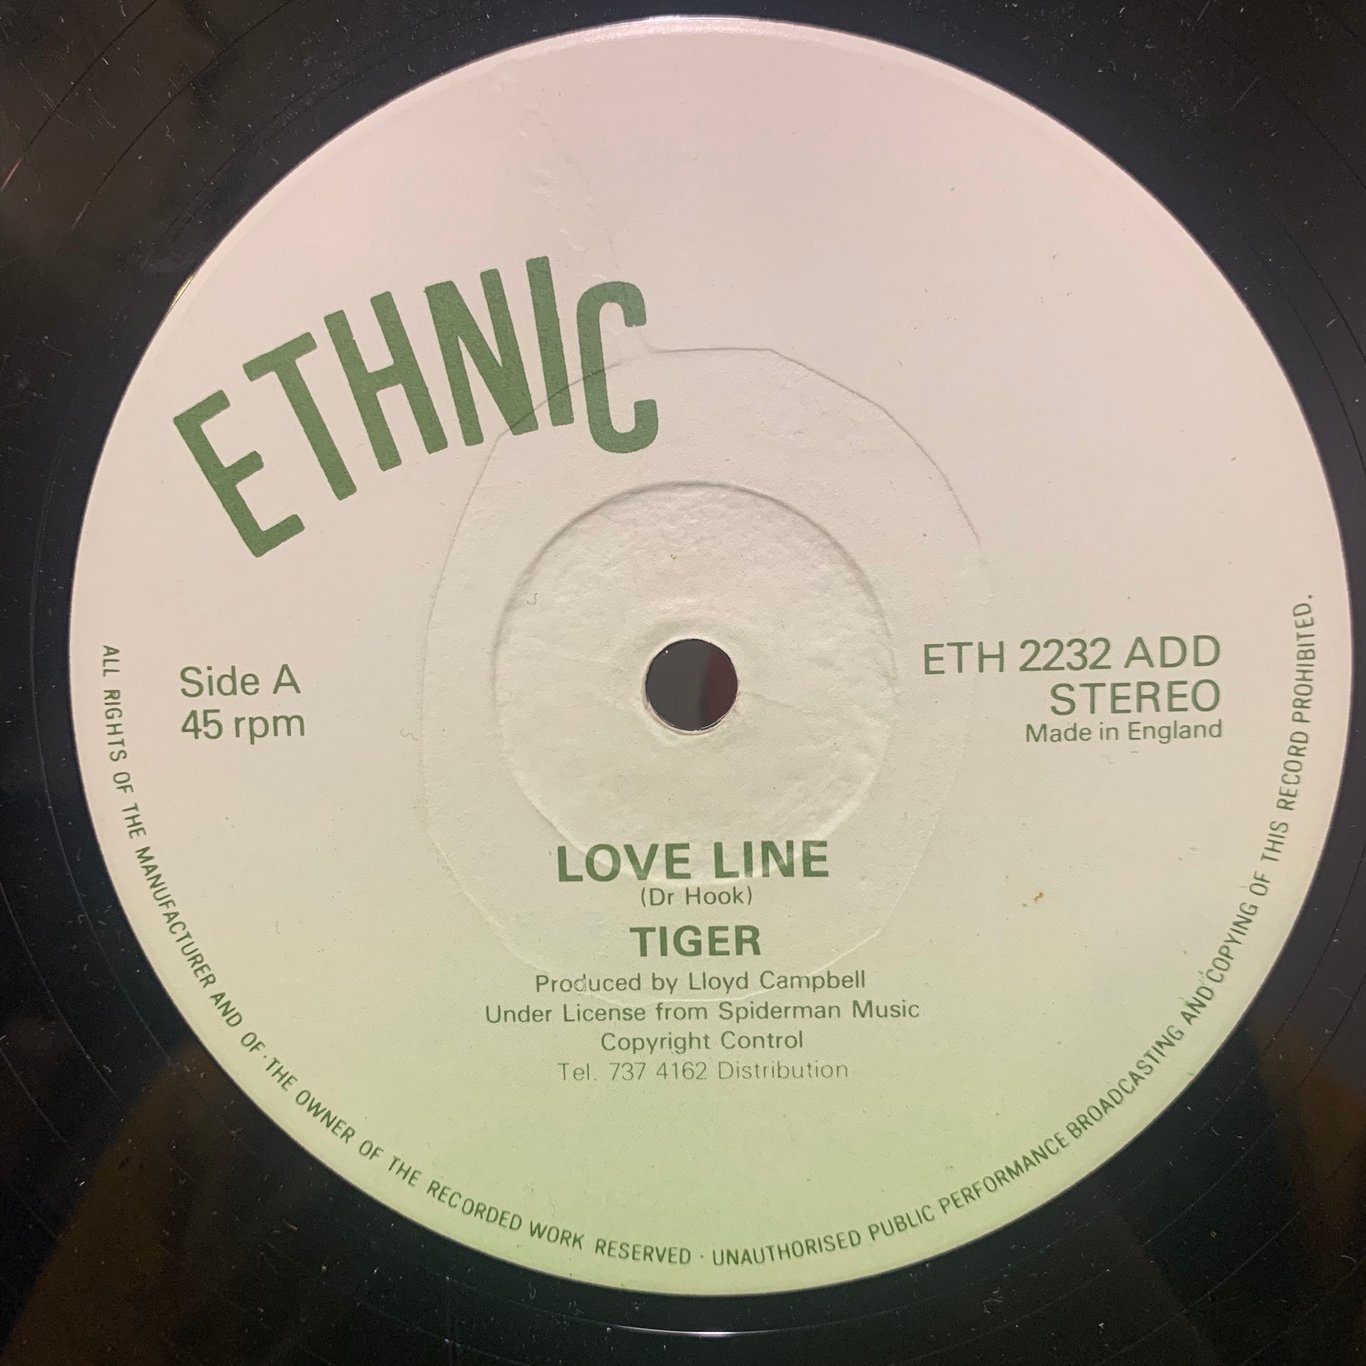 ETHNIC
Side A
45 rpm
ETH 2232 ADD
STEREO
Made in England
LOVE LINE
(Dr Hook)
TIGER
Produced by Lloyd Campbell
Under License from Spiderman Music
Copyright Control
Tel. 737 4162 Distribution
ALL RIGHTS OF THE MANUFACTURER AND OF · THE OWNER OF THE RECORDED WORK RESERVED · UNAUTHORISED PUBLIC PERFORMANCE BROADCASTING AND COPYING OF THIS RECORD PROHIBITED.